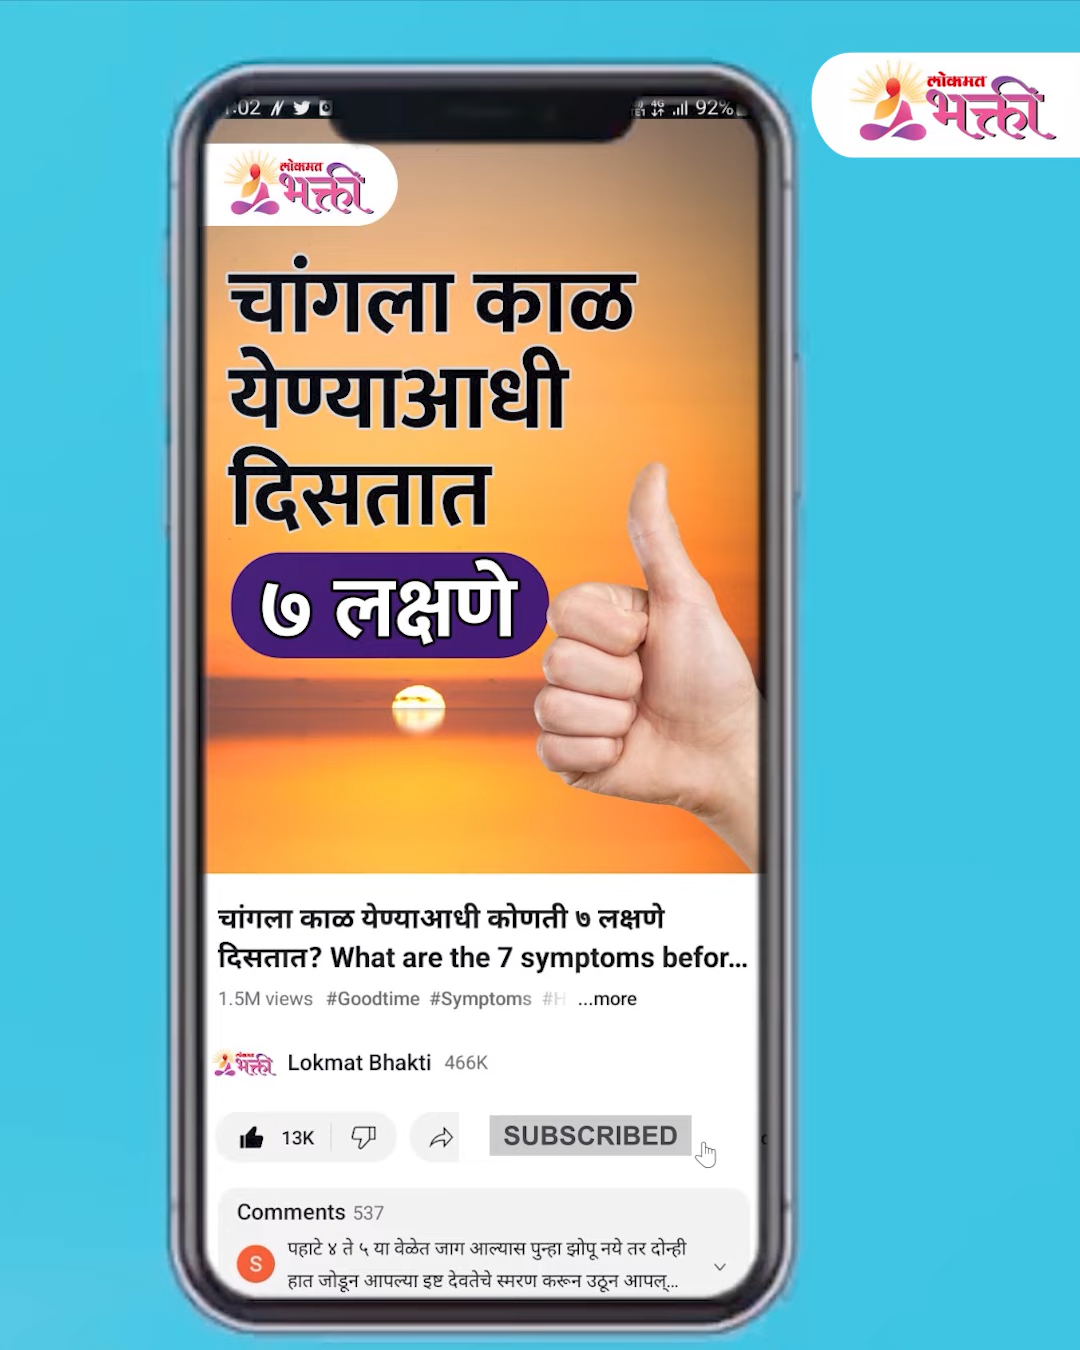 लोकमत
भक्ती
:02 92%
लोकमत
भक्ती
चांगला काळ
येण्याआधी
दिसतात
७ लक्षणे
चांगला काळ येण्याआधी कोणती ७ लक्षणे
दिसतात? What are the 7 symptoms befor...
1.5M views #Goodtime #Symptoms #H ...more
भक्ती Lokmat Bhakti 466K
13K SUBSCRIBED
Comments 537
S पहाटे ४ ते ५ या वेळेत जाग आल्यास पुन्हा झोपू नये तर दोन्ही
हात जोडून आपल्या इष्ट देवतेचे स्मरण करून उठून आपल्...